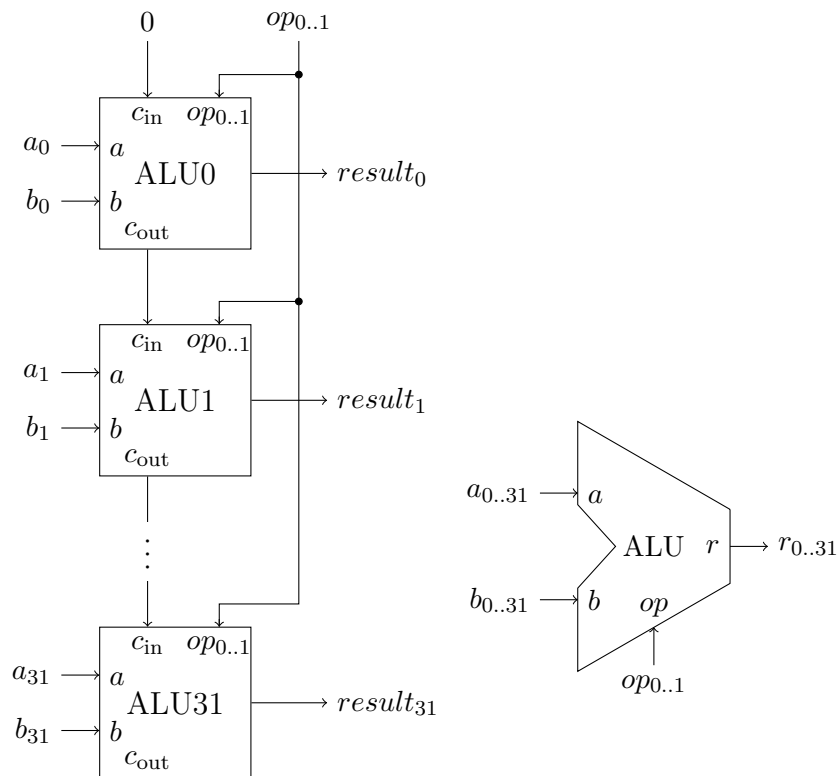 0 op0..1
cin op0..1
a0 a ALU0 result0
b0 b
cout
cin op0..1
a1 a ALU1 result1
b1 b
cout
⋮
cin op0..1
a31 a ALU31 result31
b31 b
cout
a0..31 a
ALU r r0..31
b0..31 b op
op0..1